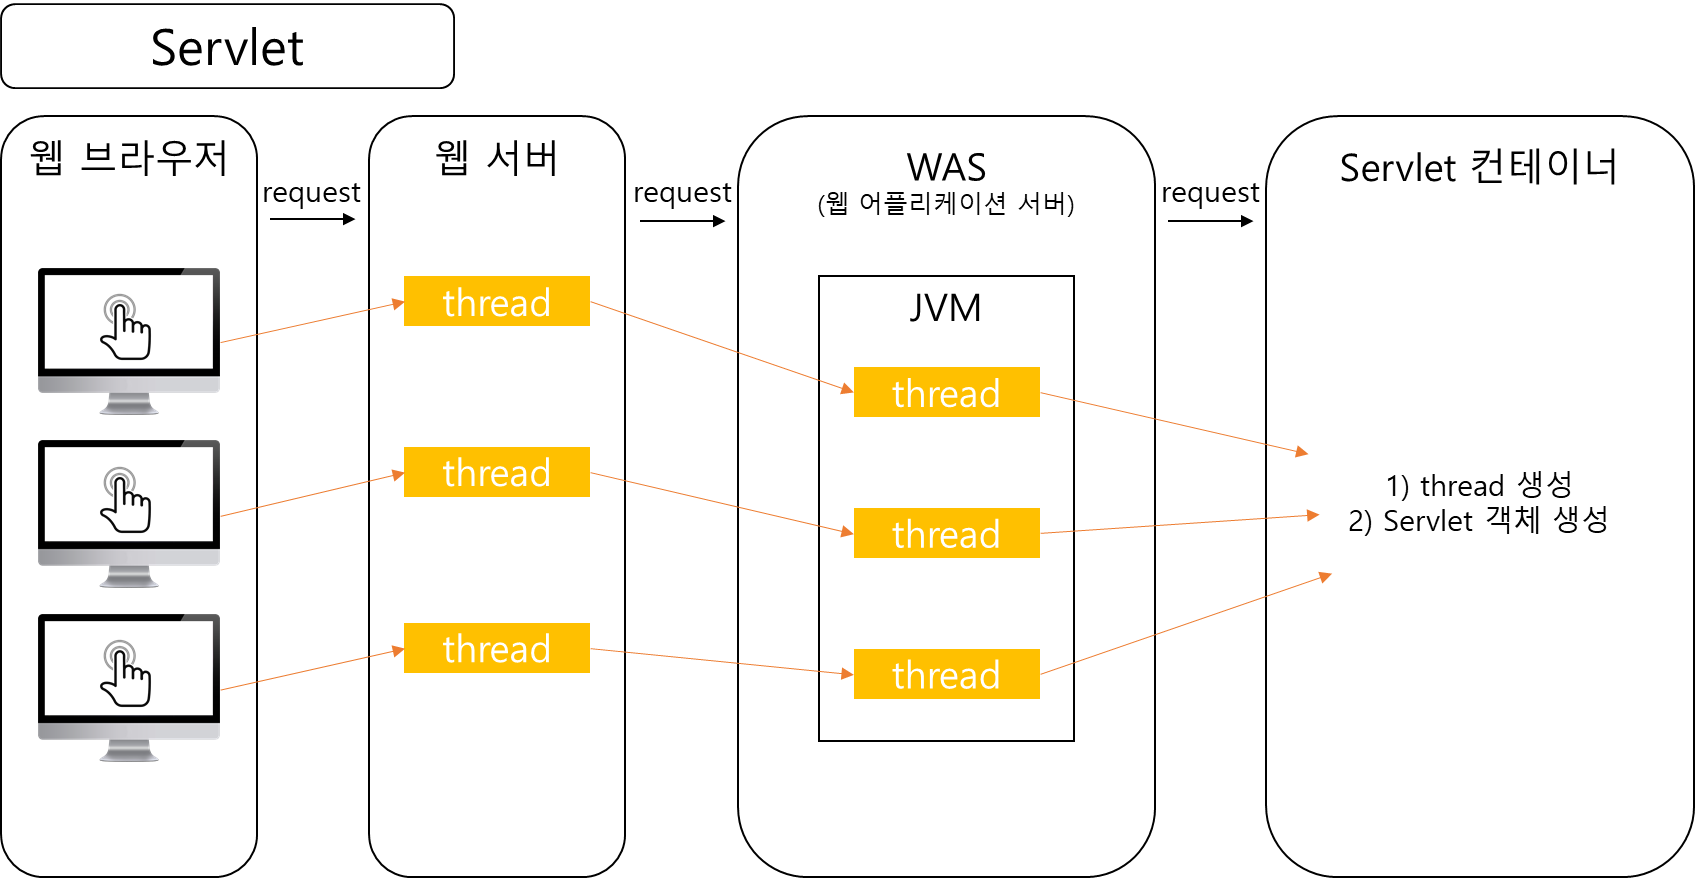 Servlet
웹 브라우저
request
웹 서버
request
WAS
(웹 어플리케이션 서버)
request
Servlet 컨테이너
thread
thread
thread
JVM
thread
thread
thread
1) thread 생성
2) Servlet 객체 생성